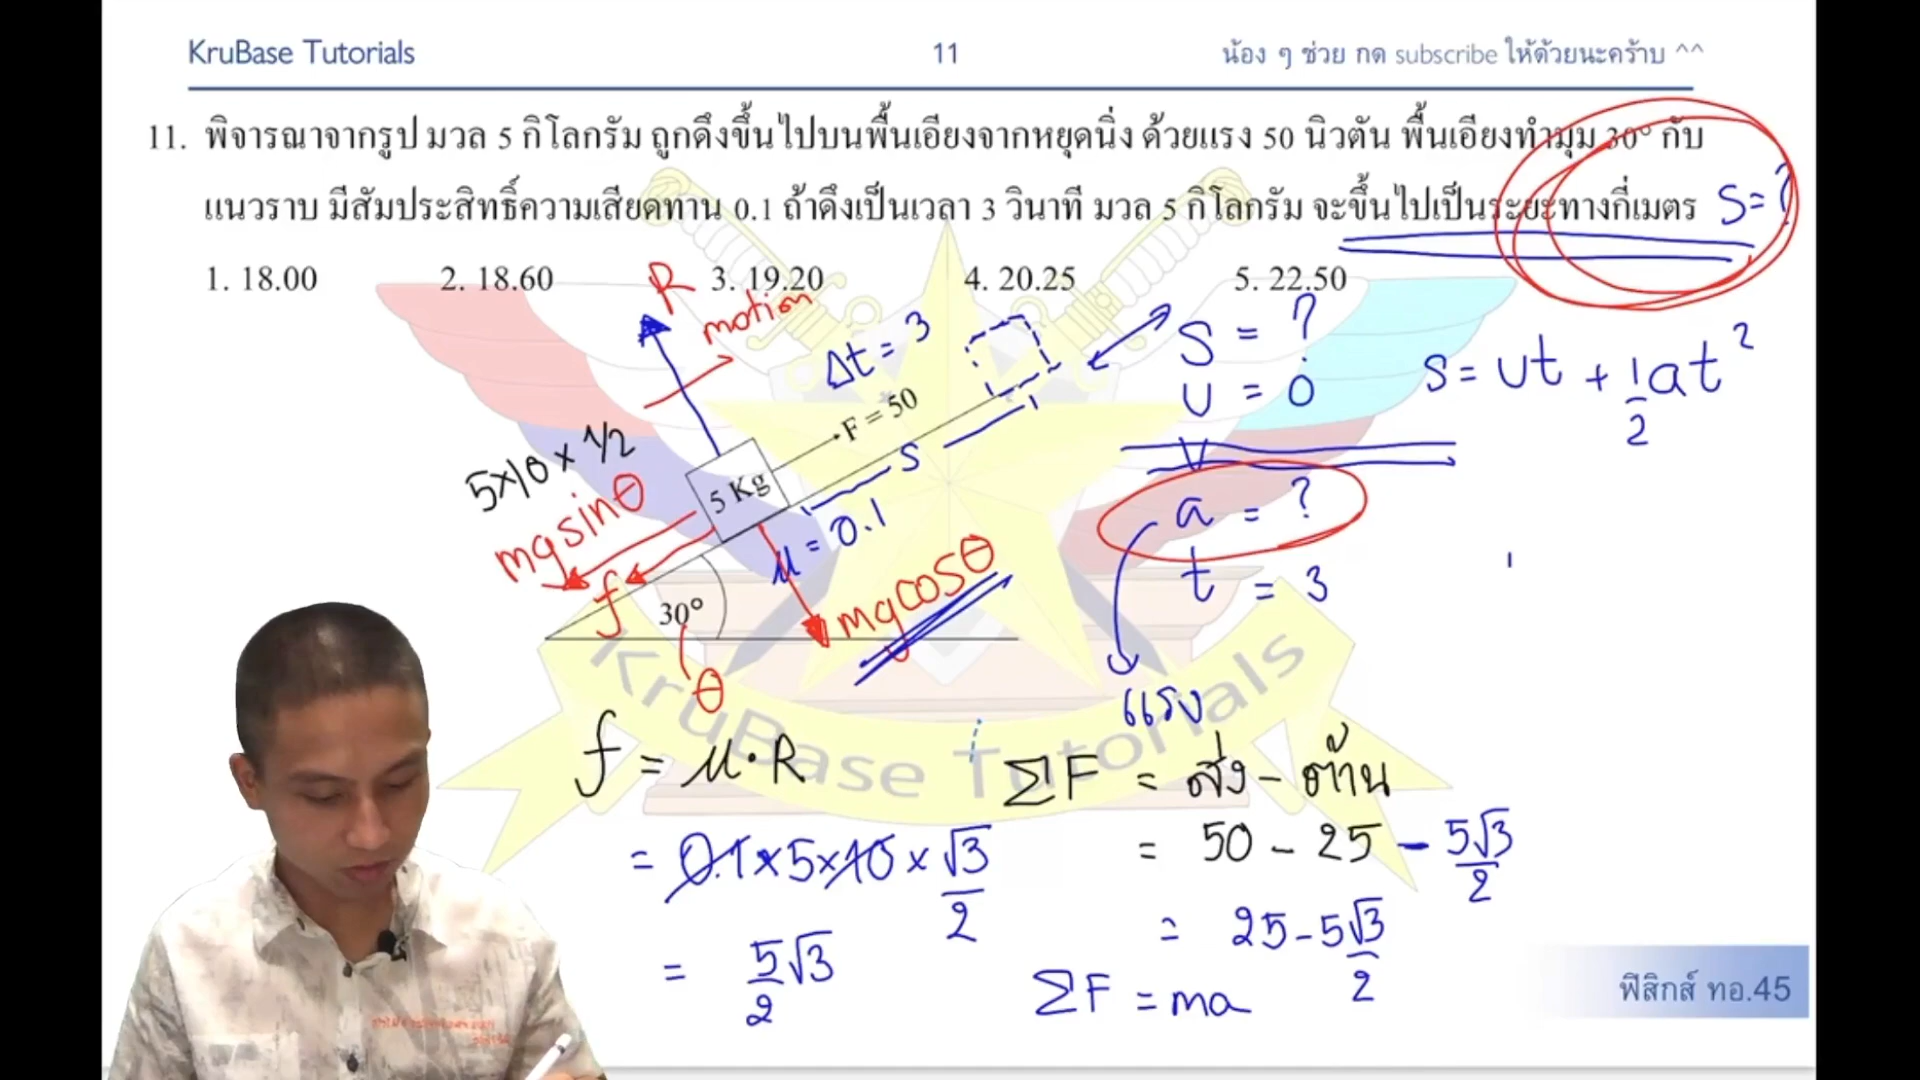 KruBase Tutorials 11 น้อง ๆ ช่วย กด subscribe ให้ด้วยนะคร้าบ ^^
11. พิจารณาจากรูป มวล 5 กิโลกรัม ถูกดึงขึ้นไปบนพื้นเอียงจากหยุดนิ่ง ด้วยแรง 50 นิวตัน พื้นเอียงทำมุม 30° กับ
แนวราบ มีสัมประสิทธิ์ความเสียดทาน 0.1 ถ้าดึงเป็นเวลา 3 วินาที มวล 5 กิโลกรัม จะขึ้นไปเป็นระยะทางกี่เมตร S = ?
1. 18.00 2. 18.60 3. 19.20 4. 20.25 5. 22.50
R
motion
Δt = 3
F = 50
S
5×10 × 1/2
mg sinθ
5 Kg
μ = 0.1
f
30°
θ
mg cosθ
S = ?
u = 0
v
a = ?
t = 3
แรง
S = ut + 1/2 at²
f = μ·R
= 0.1×5×10 × √3/2
= 5/2 √3
ΣF = ส่ง - ต้าน
= 50 - 25 - 5√3/2
= 25 - 5√3/2
ΣF = ma
KruBase Tutorials
ฟิสิกส์ ทอ.45